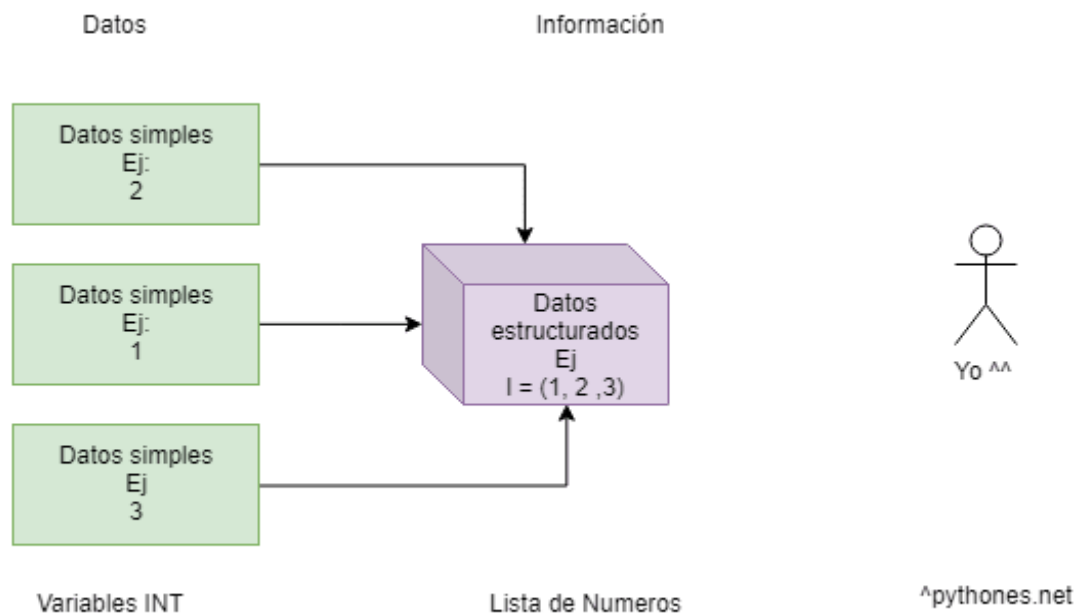 Datos
Información
Datos simples
Ej:
2
Datos simples
Ej:
1
Datos simples
Ej
3
Datos
estructurados
Ej
l = (1, 2 ,3)
Yo ^^
Variables INT
Lista de Numeros
^pythones.net